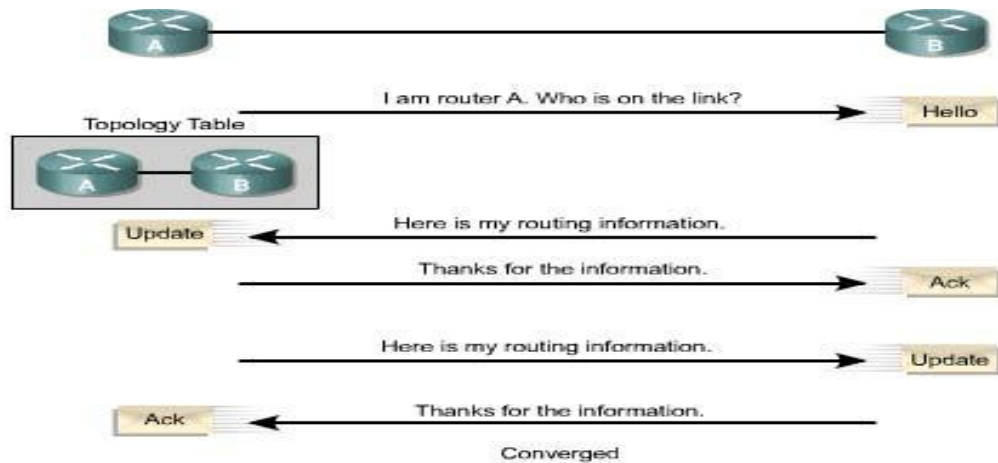 A
B
I am router A. Who is on the link?
Hello
Topology Table
A
B
Here is my routing information.
Update
Thanks for the information.
Ack
Here is my routing information.
Update
Thanks for the information.
Ack
Converged